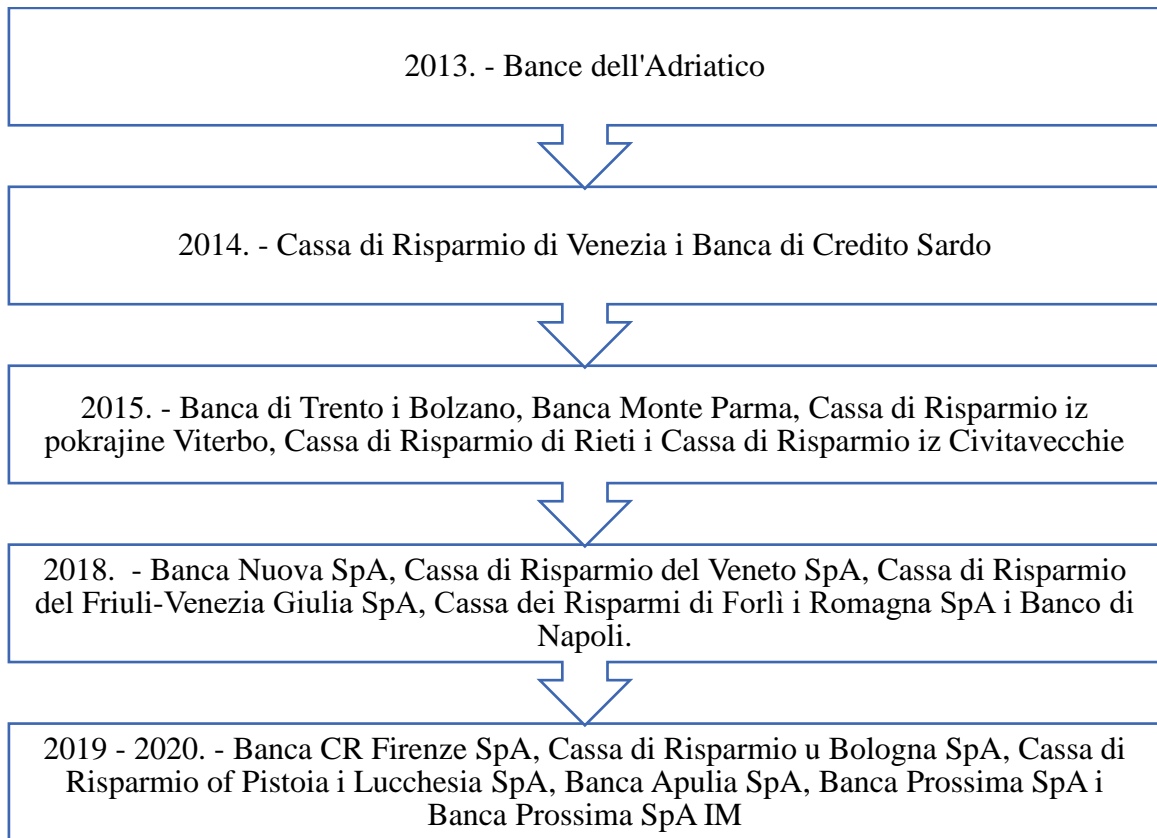 2013. - Bance dell'Adriatico
2014. - Cassa di Risparmio di Venezia i Banca di Credito Sardo
2015. - Banca di Trento i Bolzano, Banca Monte Parma, Cassa di Risparmio iz
pokrajine Viterbo, Cassa di Risparmio di Rieti i Cassa di Risparmio iz Civitavecchie
2018. - Banca Nuova SpA, Cassa di Risparmio del Veneto SpA, Cassa di Risparmio
del Friuli-Venezia Giulia SpA, Cassa dei Risparmi di Forlì i Romagna SpA i Banco di
Napoli.
2019 - 2020. - Banca CR Firenze SpA, Cassa di Risparmio u Bologna SpA, Cassa di
Risparmio of Pistoia i Lucchesia SpA, Banca Apulia SpA, Banca Prossima SpA i
Banca Prossima SpA IM